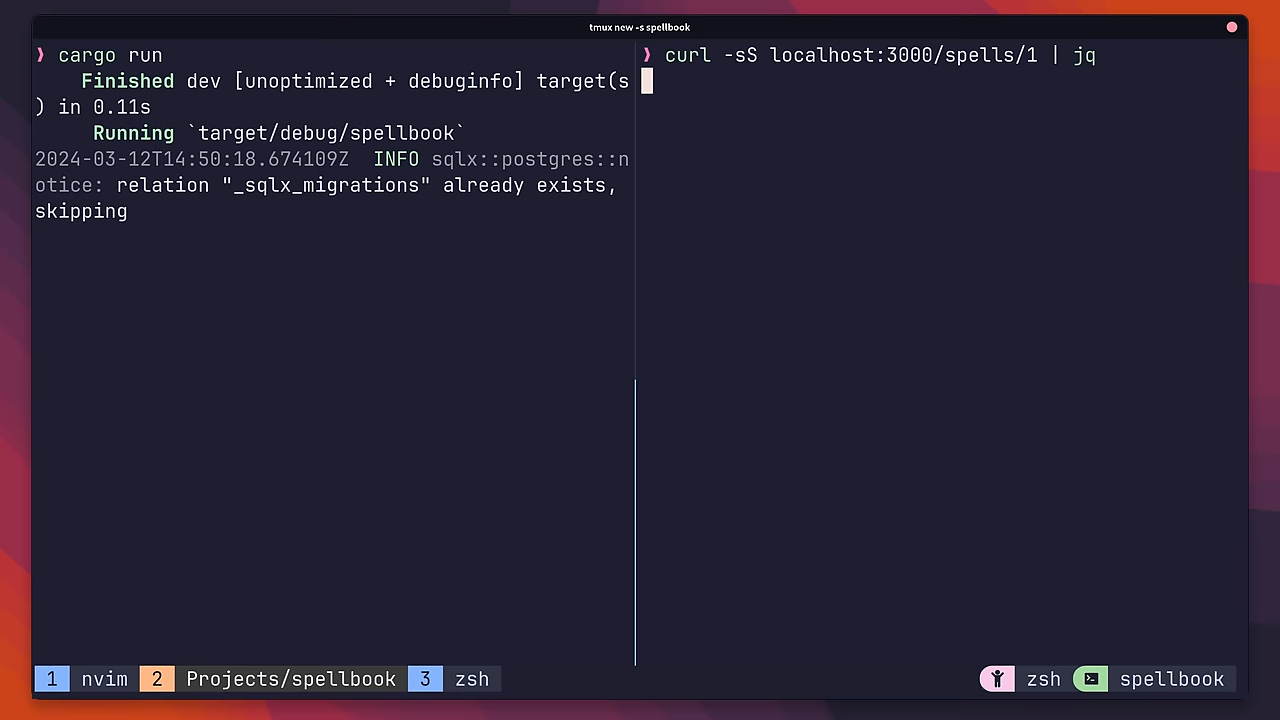 tmux new -s spellbook
❫ cargo run
Finished dev [unoptimized + debuginfo] target(s
) in 0.11s
Running `target/debug/spellbook`
2024-03-12T14:50:18.674109Z  INFO sqlx::postgres::n
otice: relation "_sqlx_migrations" already exists,
skipping
❫ curl -sS localhost:3000/spells/1 | jq
1 nvim 2 Projects/spellbook 3 zsh
zsh spellbook